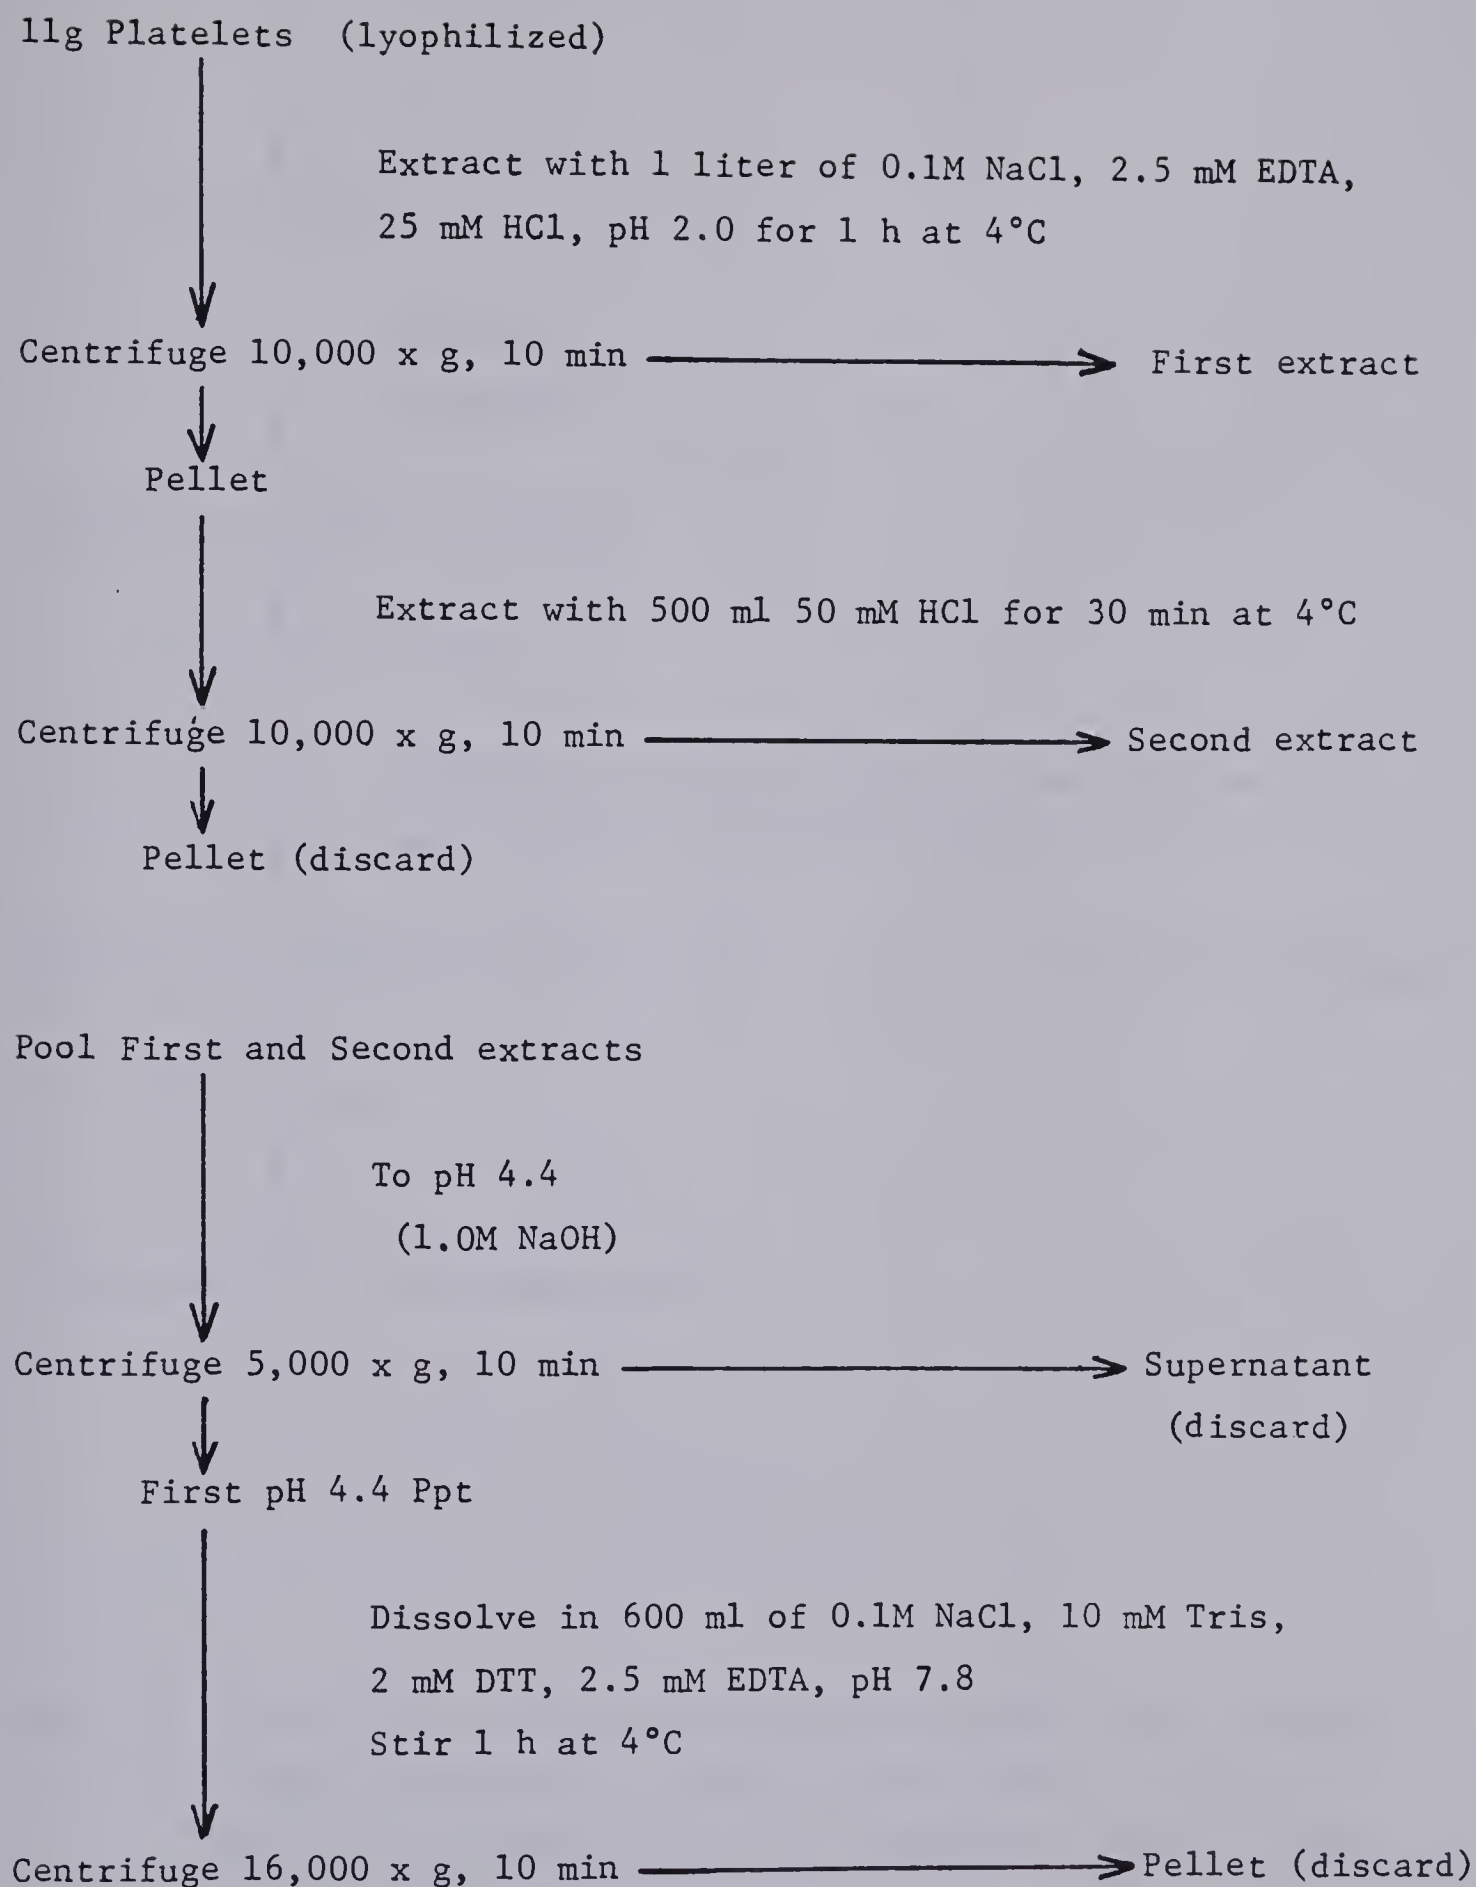 11g Platelets (lyophilized)
Extract with 1 liter of 0.1M NaCl, 2.5 mM EDTA,
25 mM HCl, pH 2.0 for 1 h at 4°C
Centrifuge 10,000 x g, 10 min
First extract
Pellet
Extract with 500 ml 50 mM HCl for 30 min at 4°C
Centrifuge 10,000 x g, 10 min
Second extract
Pellet (discard)
Pool First and Second extracts
To pH 4.4
(1.0M NaOH)
Centrifuge 5,000 x g, 10 min
Supernatant
(discard)
First pH 4.4 Ppt
Dissolve in 600 ml of 0.1M NaCl, 10 mM Tris,
2 mM DTT, 2.5 mM EDTA, pH 7.8
Stir 1 h at 4°C
Centrifuge 16,000 x g, 10 min
Pellet (discard)